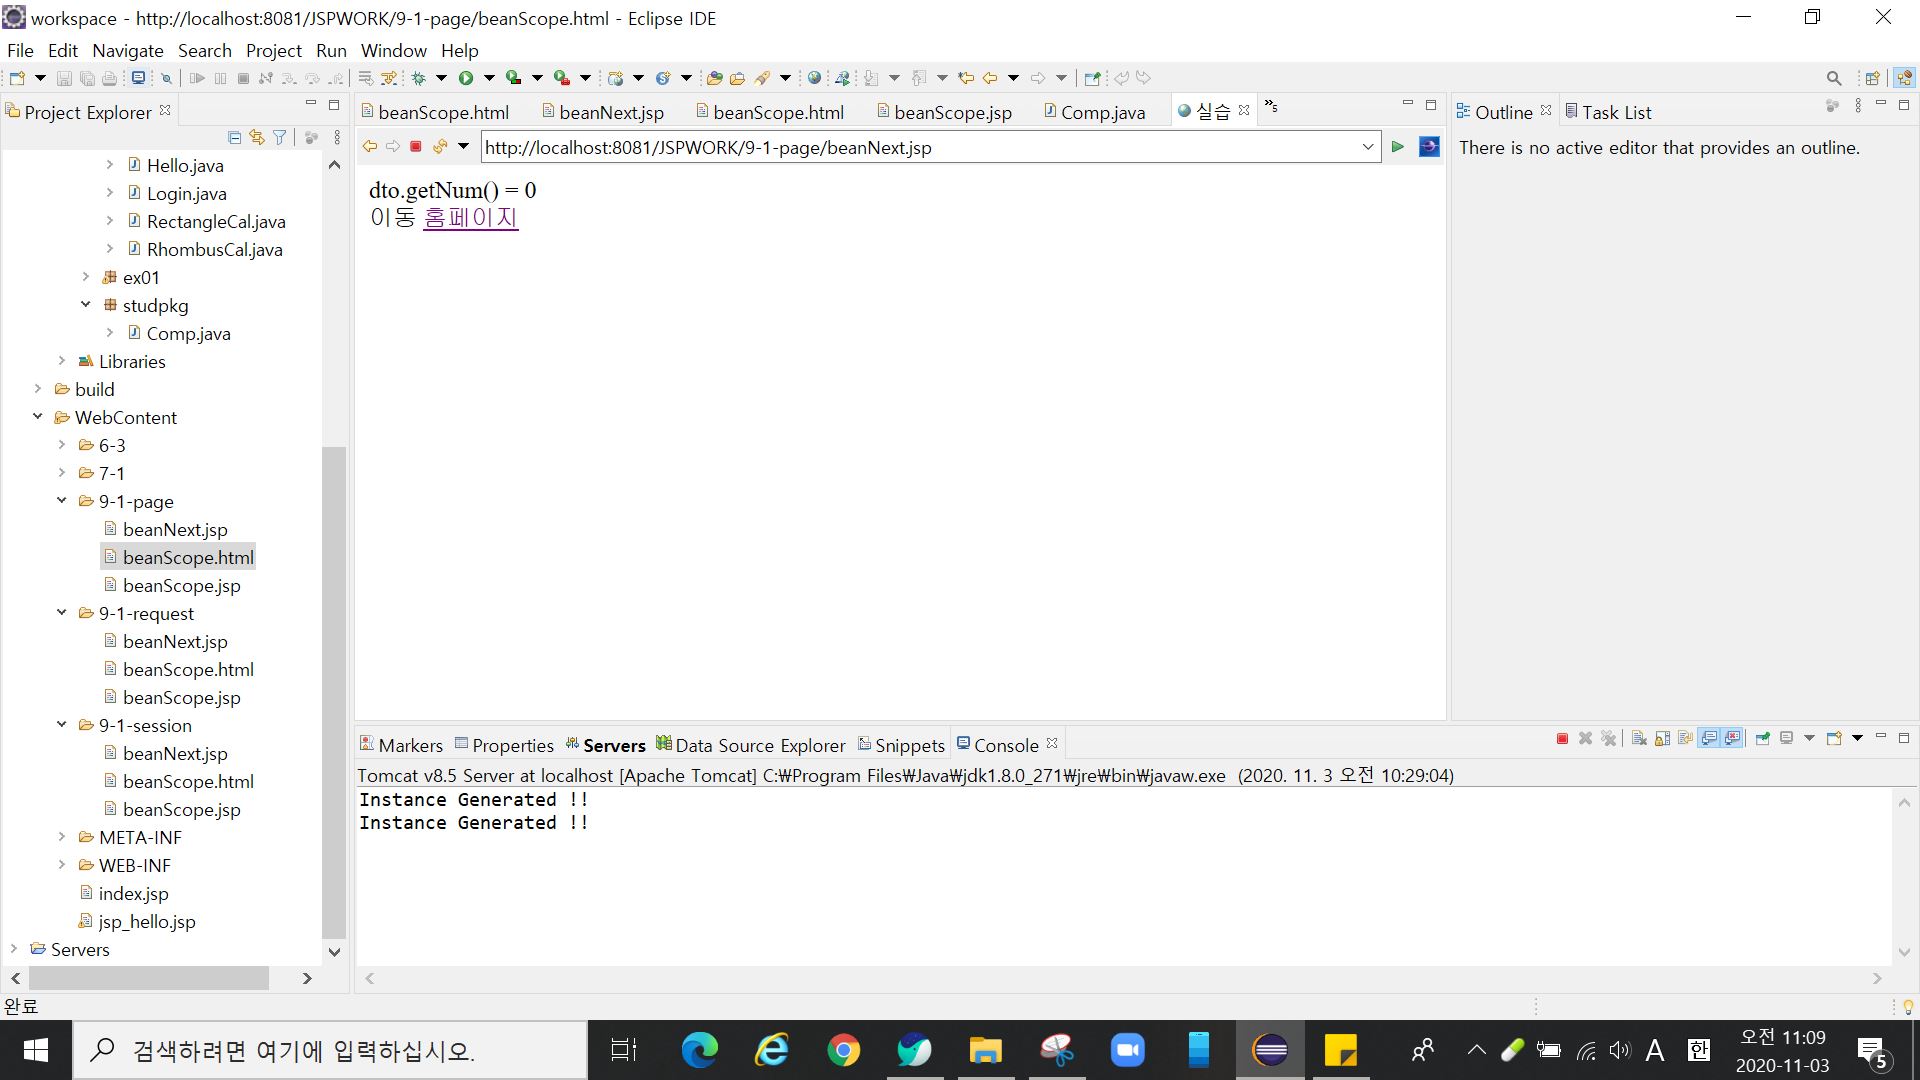 workspace - http://localhost:8081/JSPWORK/9-1-page/beanScope.html - Eclipse IDE
File Edit Navigate Search Project Run Window Help
Project Explorer
Hello.java
Login.java
RectangleCal.java
RhombusCal.java
ex01
studpkg
Comp.java
Libraries
build
WebContent
6-3
7-1
9-1-page
beanNext.jsp
beanScope.html
beanScope.jsp
9-1-request
beanNext.jsp
beanScope.html
beanScope.jsp
9-1-session
beanNext.jsp
beanScope.html
beanScope.jsp
META-INF
WEB-INF
index.jsp
jsp_hello.jsp
Servers
beanScope.html beanNext.jsp beanScope.html beanScope.jsp Comp.java 실습 »5
http://localhost:8081/JSPWORK/9-1-page/beanNext.jsp
dto.getNum() = 0
이동 홈페이지
Outline Task List
There is no active editor that provides an outline.
Markers Properties Servers Data Source Explorer Snippets Console
Tomcat v8.5 Server at localhost [Apache Tomcat] C:₩Program Files₩Java₩jdk1.8.0_271₩jre₩bin₩javaw.exe (2020. 11. 3 오전 10:29:04)
Instance Generated !!
Instance Generated !!
완료
검색하려면 여기에 입력하십시오.
A 한
오전 11:09
2020-11-03
5